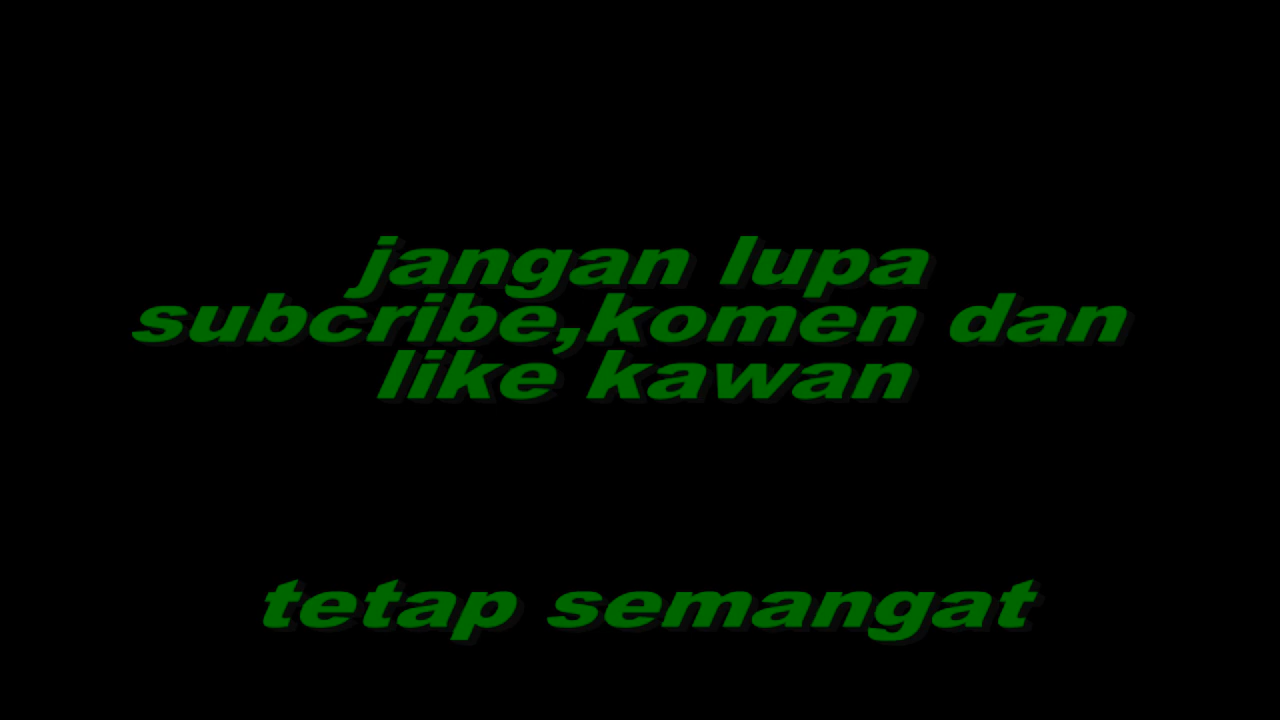 jangan lupa
subcribe,komen dan
like kawan
tetap semangat